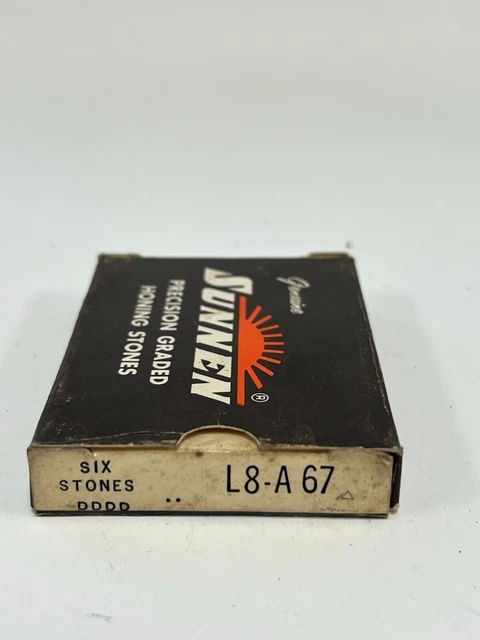 Genuine
SUNNEN®
PRECISION GRADED
HONING STONES
SIX
STONES
L8-A 67